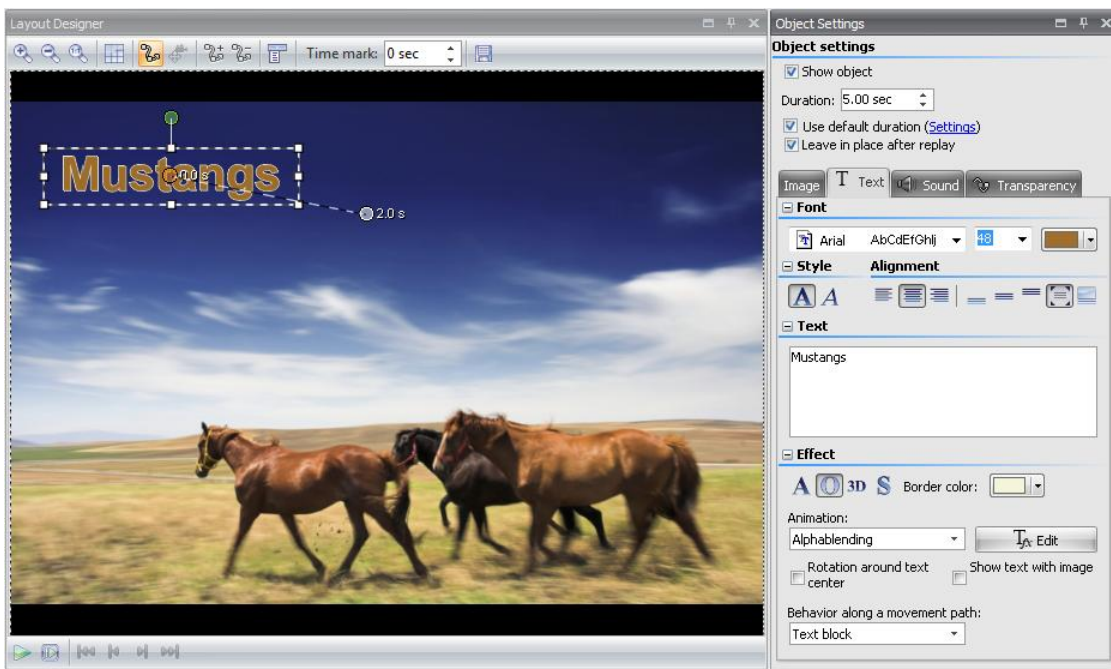 Layout Designer
Time mark: 0 sec
Mustangs
0.0 s
2.0 s
Object Settings
Object settings
Show object
Duration: 5.00 sec
Use default duration (Settings)
Leave in place after replay
Image T Text Sound Transparency
Font
Arial AbCdEfGhIj 48
Style Alignment
A A
Text
Mustangs
Effect
A O 3D S Border color:
Animation:
Alphablending Edit
Rotation around text center
Show text with image
Behavior along a movement path:
Text block